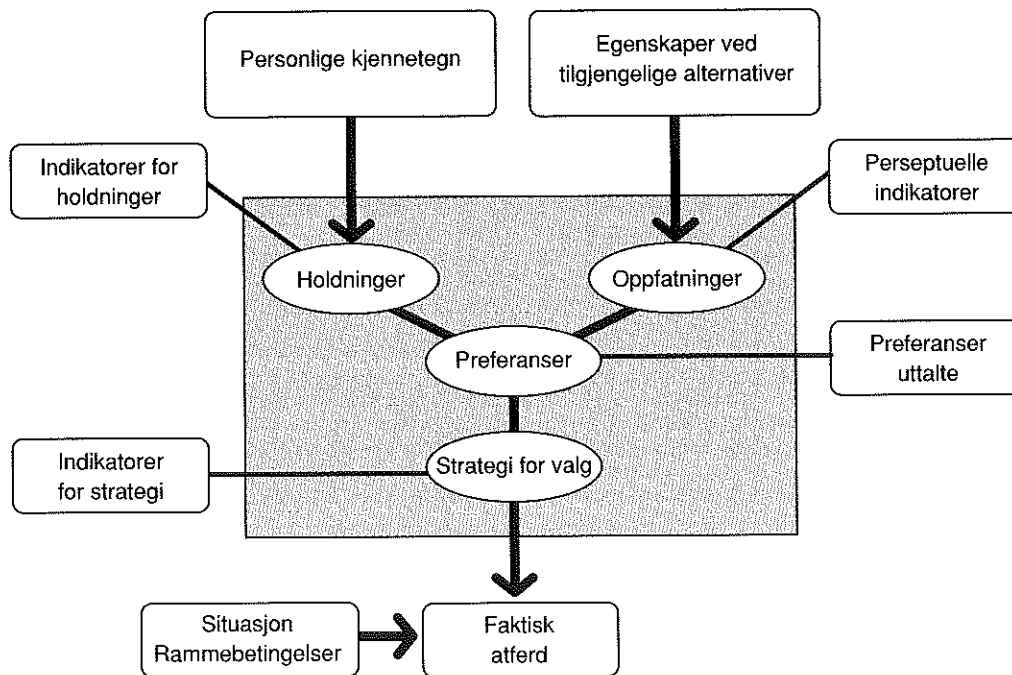 Personlige kjennetegn
Egenskaper ved
tilgjengelige alternativer
Indikatorer for
holdninger
Perseptuelle
indikatorer
Holdninger
Oppfatninger
Preferanser
Preferanser
uttalte
Indikatorer
for strategi
Strategi for valg
Situasjon
Rammebetingelser
Faktisk
atferd